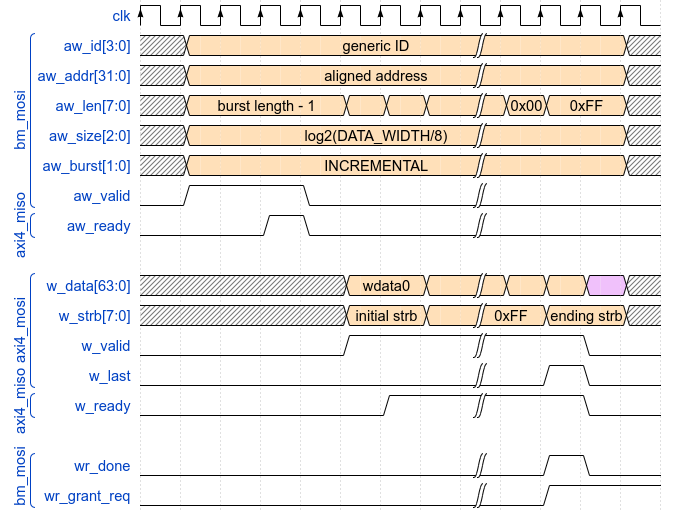 clk
bm_mosi
aw_id[3:0] generic ID
aw_addr[31:0] aligned address
aw_len[7:0] burst length - 1 0x00 0xFF
aw_size[2:0] log2(DATA_WIDTH/8)
aw_burst[1:0] INCREMENTAL
aw_valid
axi4_miso
aw_ready
axi4_mosi
w_data[63:0] wdata0
w_strb[7:0] initial strb 0xFF ending strb
w_valid
w_last
axi4_miso
w_ready
bm_mosi
wr_done
wr_grant_req